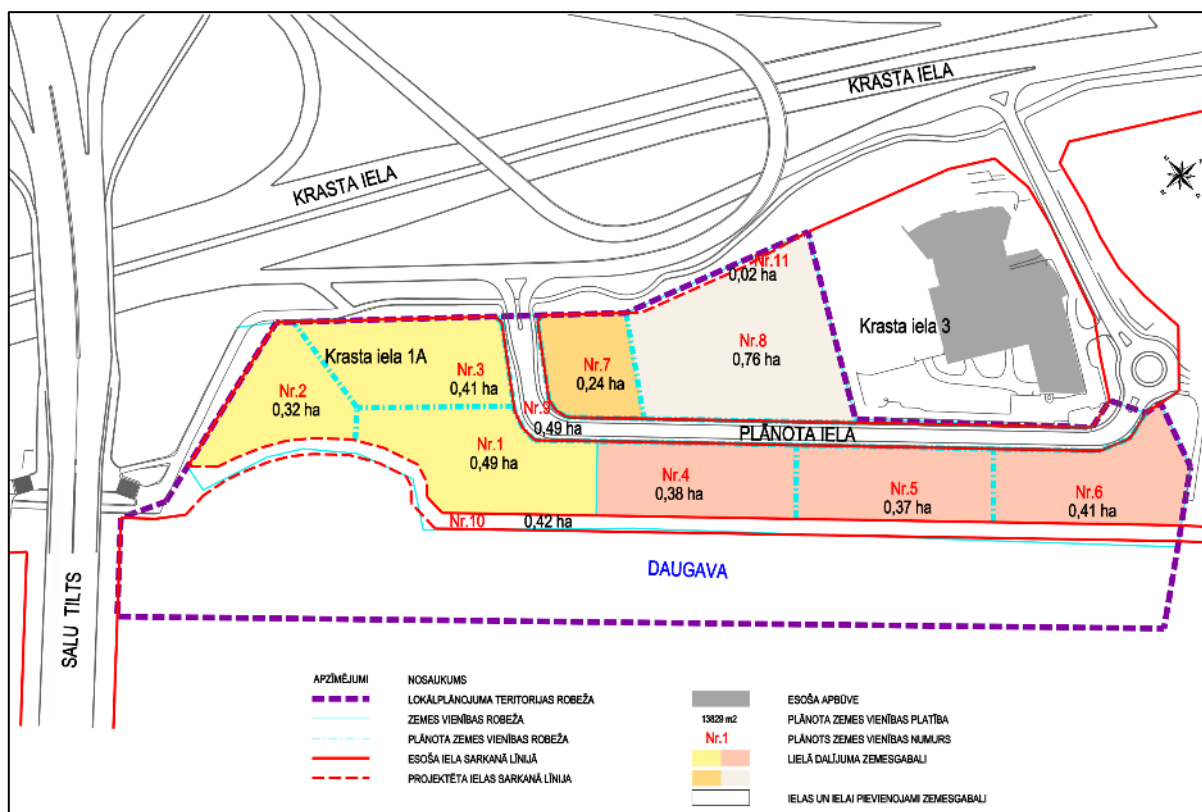 KRASTA IELA
KRASTA IELA
Nr.11
0,02 ha
Krasta iela 3
Krasta iela 1A
Nr.8
0,76 ha
Nr.7
0,24 ha
Nr.3
0,41 ha
Nr.2
0,32 ha
Nr.9
0,49 ha
PLĀNOTA IELA
Nr.1
0,49 ha
Nr.4
0,38 ha
Nr.5
0,37 ha
Nr.6
0,41 ha
Nr.10
0,42 ha
DAUGAVA
SALU TILTS
APZĪMĒJUMI NOSAUKUMS
LOKĀLPLĀNOJUMA TERITORIJAS ROBEŽA
ZEMES VIENĪBAS ROBEŽA
PLĀNOTA ZEMES VIENĪBAS ROBEŽA
ESOŠA IELA SARKANĀ LĪNIJĀ
PROJEKTĒTA IELAS SARKANĀ LĪNIJA
ESOŠA APBŪVE
13829 m2 PLĀNOTA ZEMES VIENĪBAS PLATĪBA
Nr.1 PLĀNOTS ZEMES VIENĪBAS NUMURS
LIELĀ DALĪJUMA ZEMESGABALI
IELAS UN IELAI PIEVIENOJAMI ZEMESGABALI